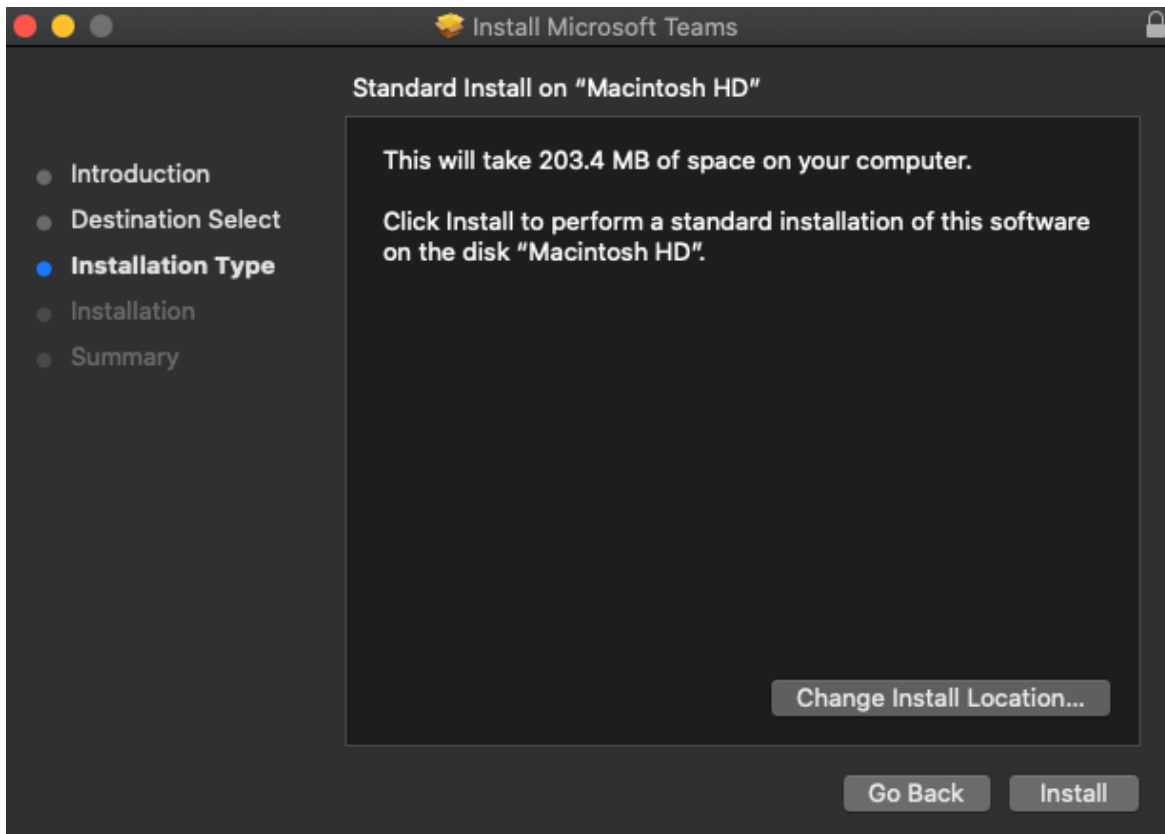 Install Microsoft Teams
Standard Install on “Macintosh HD”
Introduction
Destination Select
Installation Type
Installation
Summary
This will take 203.4 MB of space on your computer.
Click Install to perform a standard installation of this software
on the disk “Macintosh HD”.
Change Install Location...
Go Back
Install